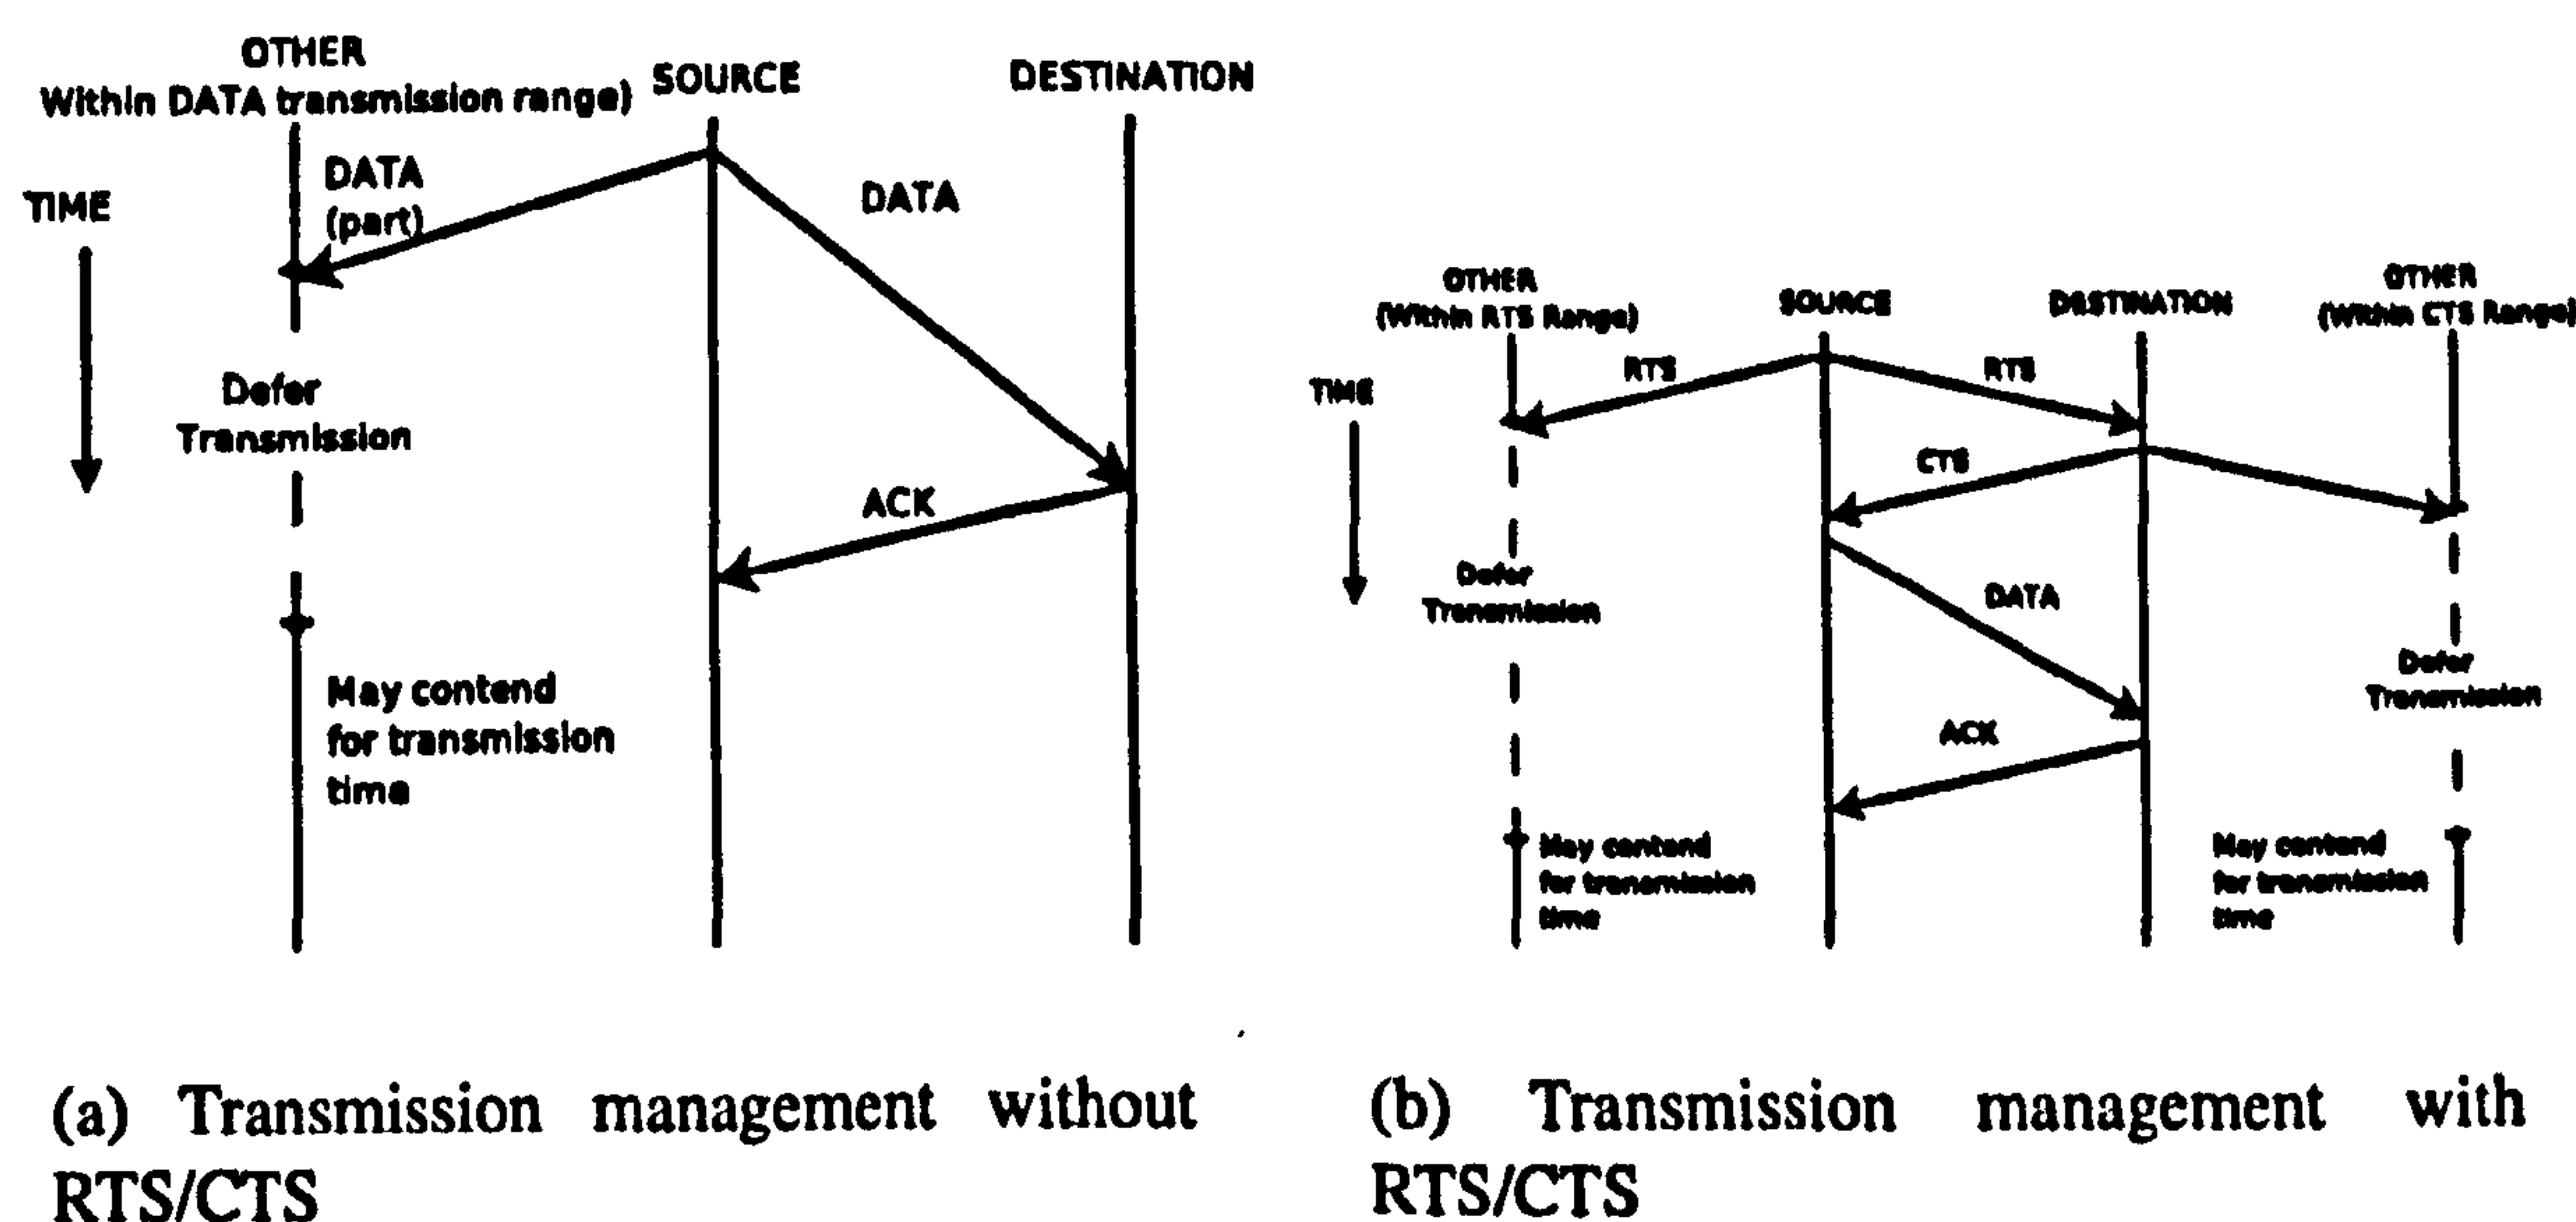 OTHER
Within DATA transmission range)
SOURCE
DESTINATION
TIME
DATA
(part)
DATA
Defer
Transmission
ACK
May contend
for transmission
time
OTHER
(Within RTS Range)
SOURCE
DESTINATION
OTHER
(Within CTS Range)
TIME
RTS
RTS
CTS
Defer
Transmission
DATA
Defer
Transmission
ACK
May contend
for transmission
time
May contend
for transmission
time
(a) Transmission management without
RTS/CTS
(b) Transmission management with
RTS/CTS